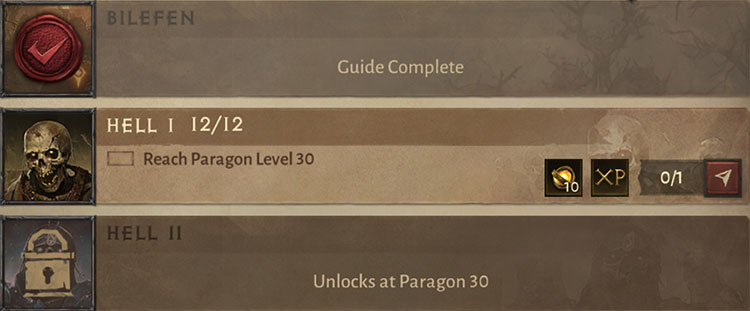 BILEFEN
Guide Complete
HELL I 12/12
Reach Paragon Level 30
10
XP
0/1
HELL II
Unlocks at Paragon 30